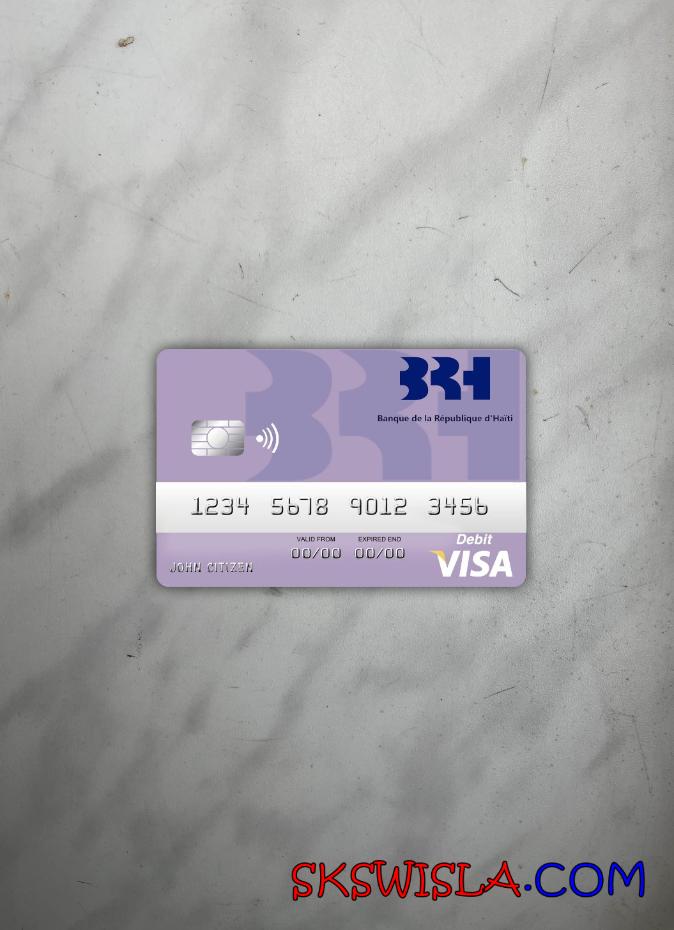 BRH
Banque de la République d'Haïti
1234 5678 9012 3456
VALID FROM EXPIRED END
00/00 00/00
Debit
VISA
JOHN CITIZEN
SKSWISLA.COM